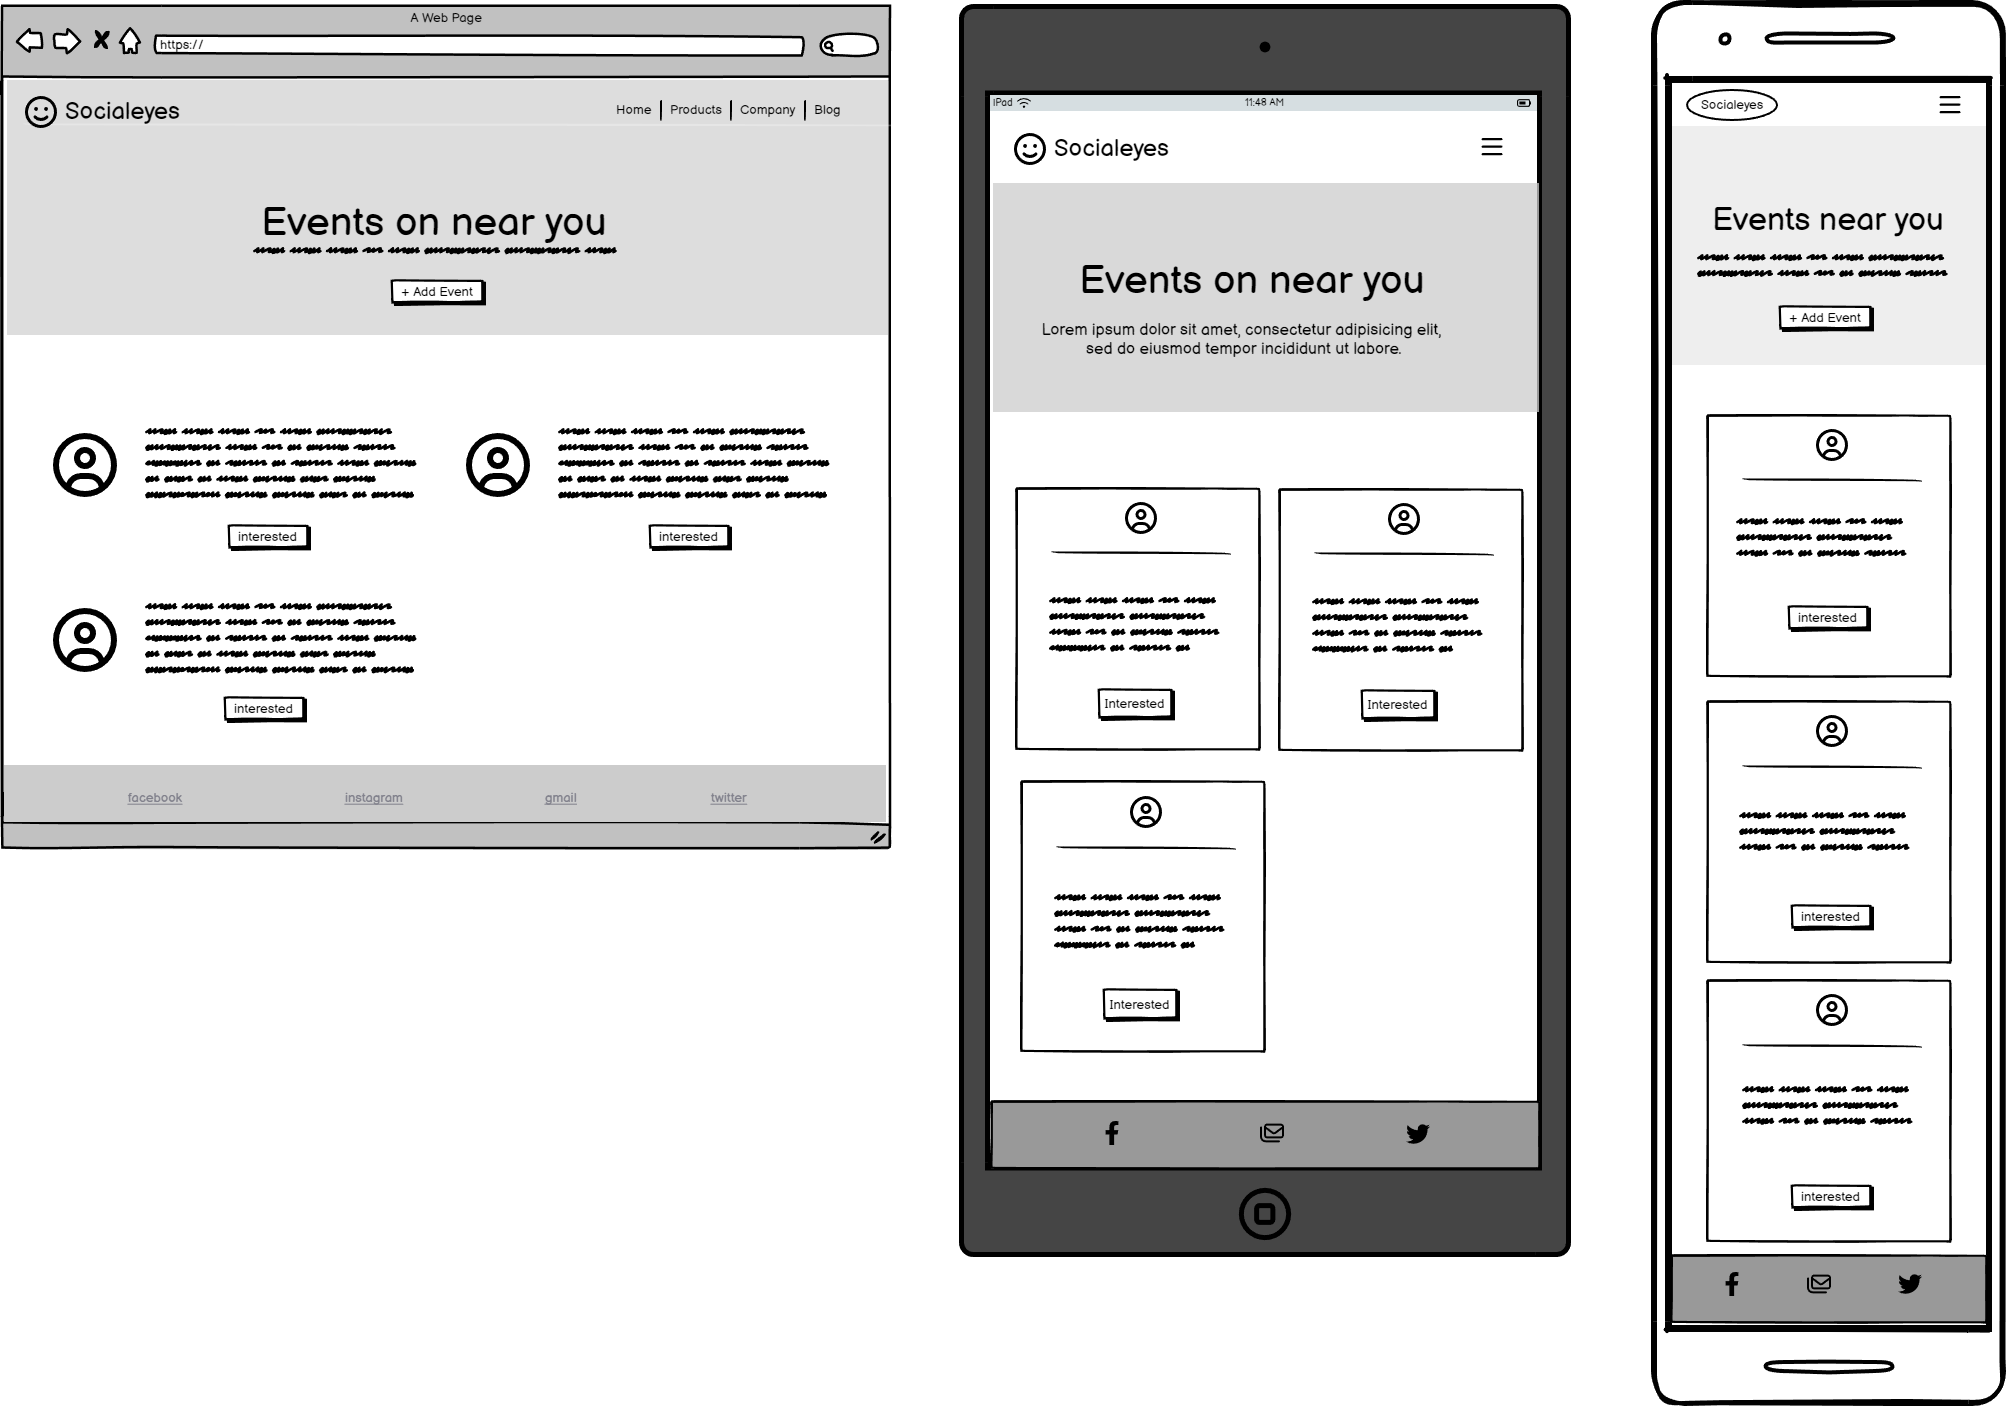 A Web Page
https://
Socialeyes
Home | Products | Company | Blog
Events on near you
+ Add Event
interested
interested
interested
facebook
instagram
gmail
twitter
iPad
11:48 AM
Socialeyes
Events on near you
Lorem ipsum dolor sit amet, consectetur adipisicing elit,
sed do eiusmod tempor incididunt ut labore.
Interested
Interested
Interested
Socialeyes
Events near you
+ Add Event
interested
interested
interested